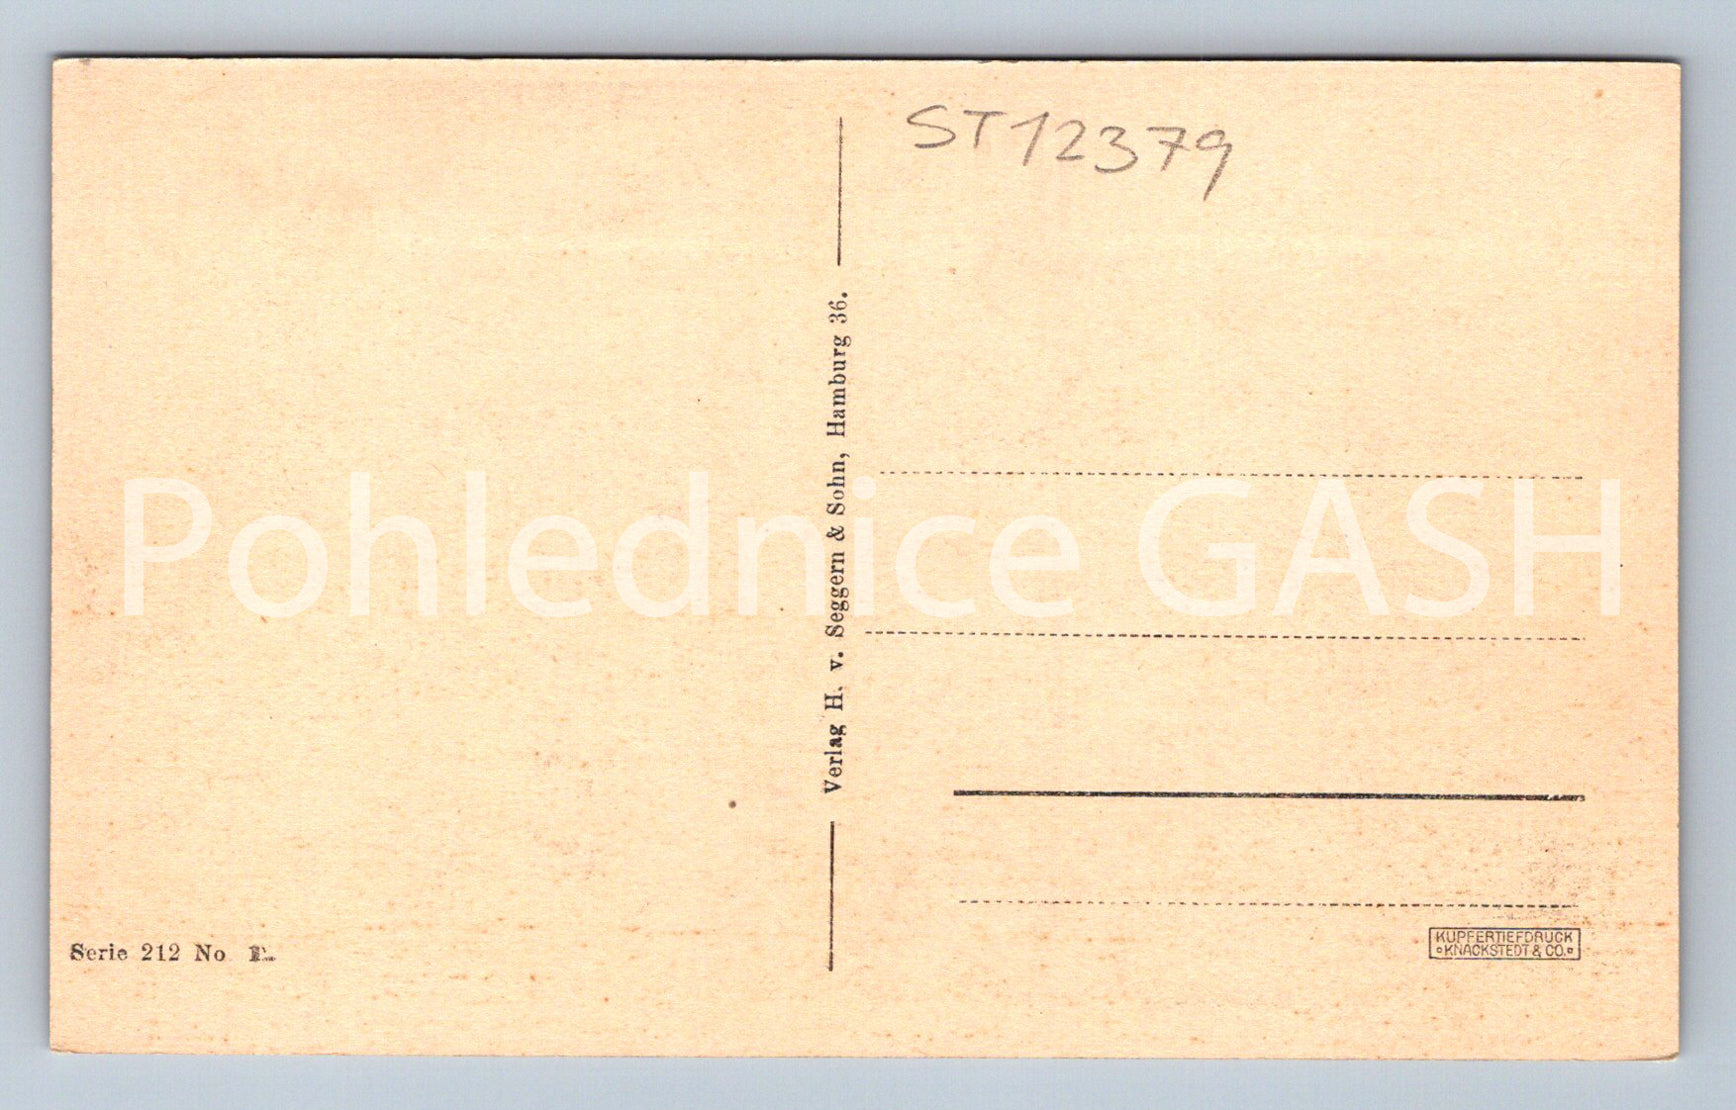 ST12379
Verlag H. v. Seggern & Sohn, Hamburg 36.
Pohlednice GASH
Serie 212 No
KUPFERTIEFDRUCK
KNACKSTEDT & CO.